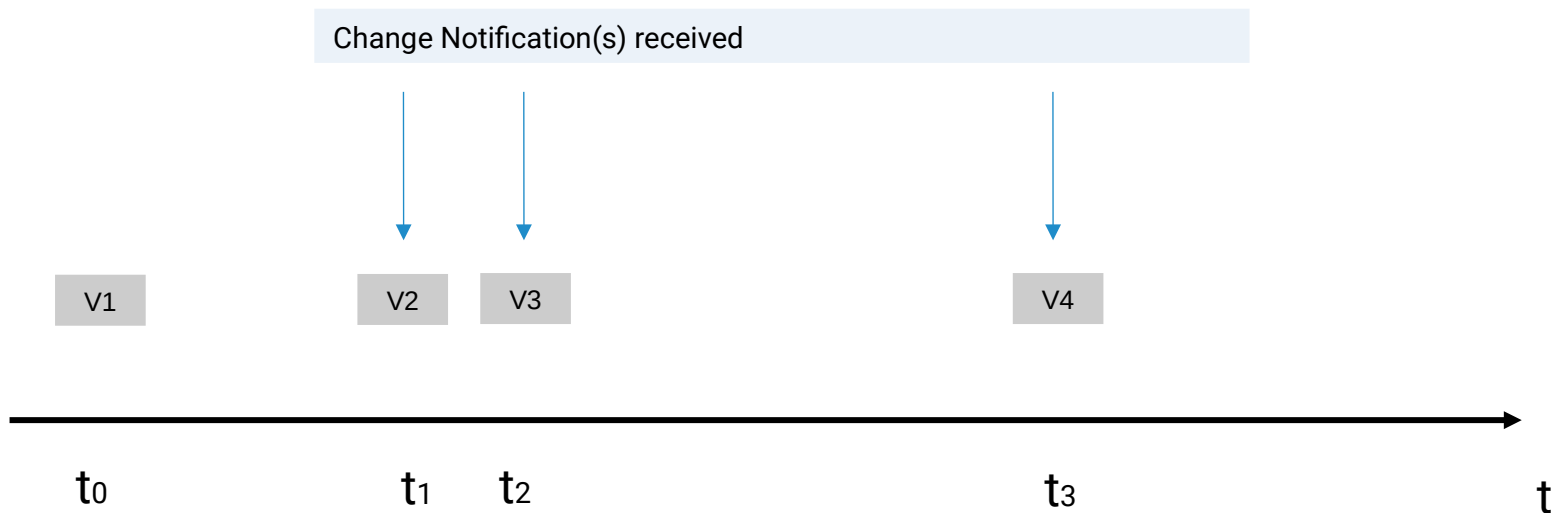 Change Notification(s) received
V1
V2
V3
V4
t0
t1
t2
t3
t